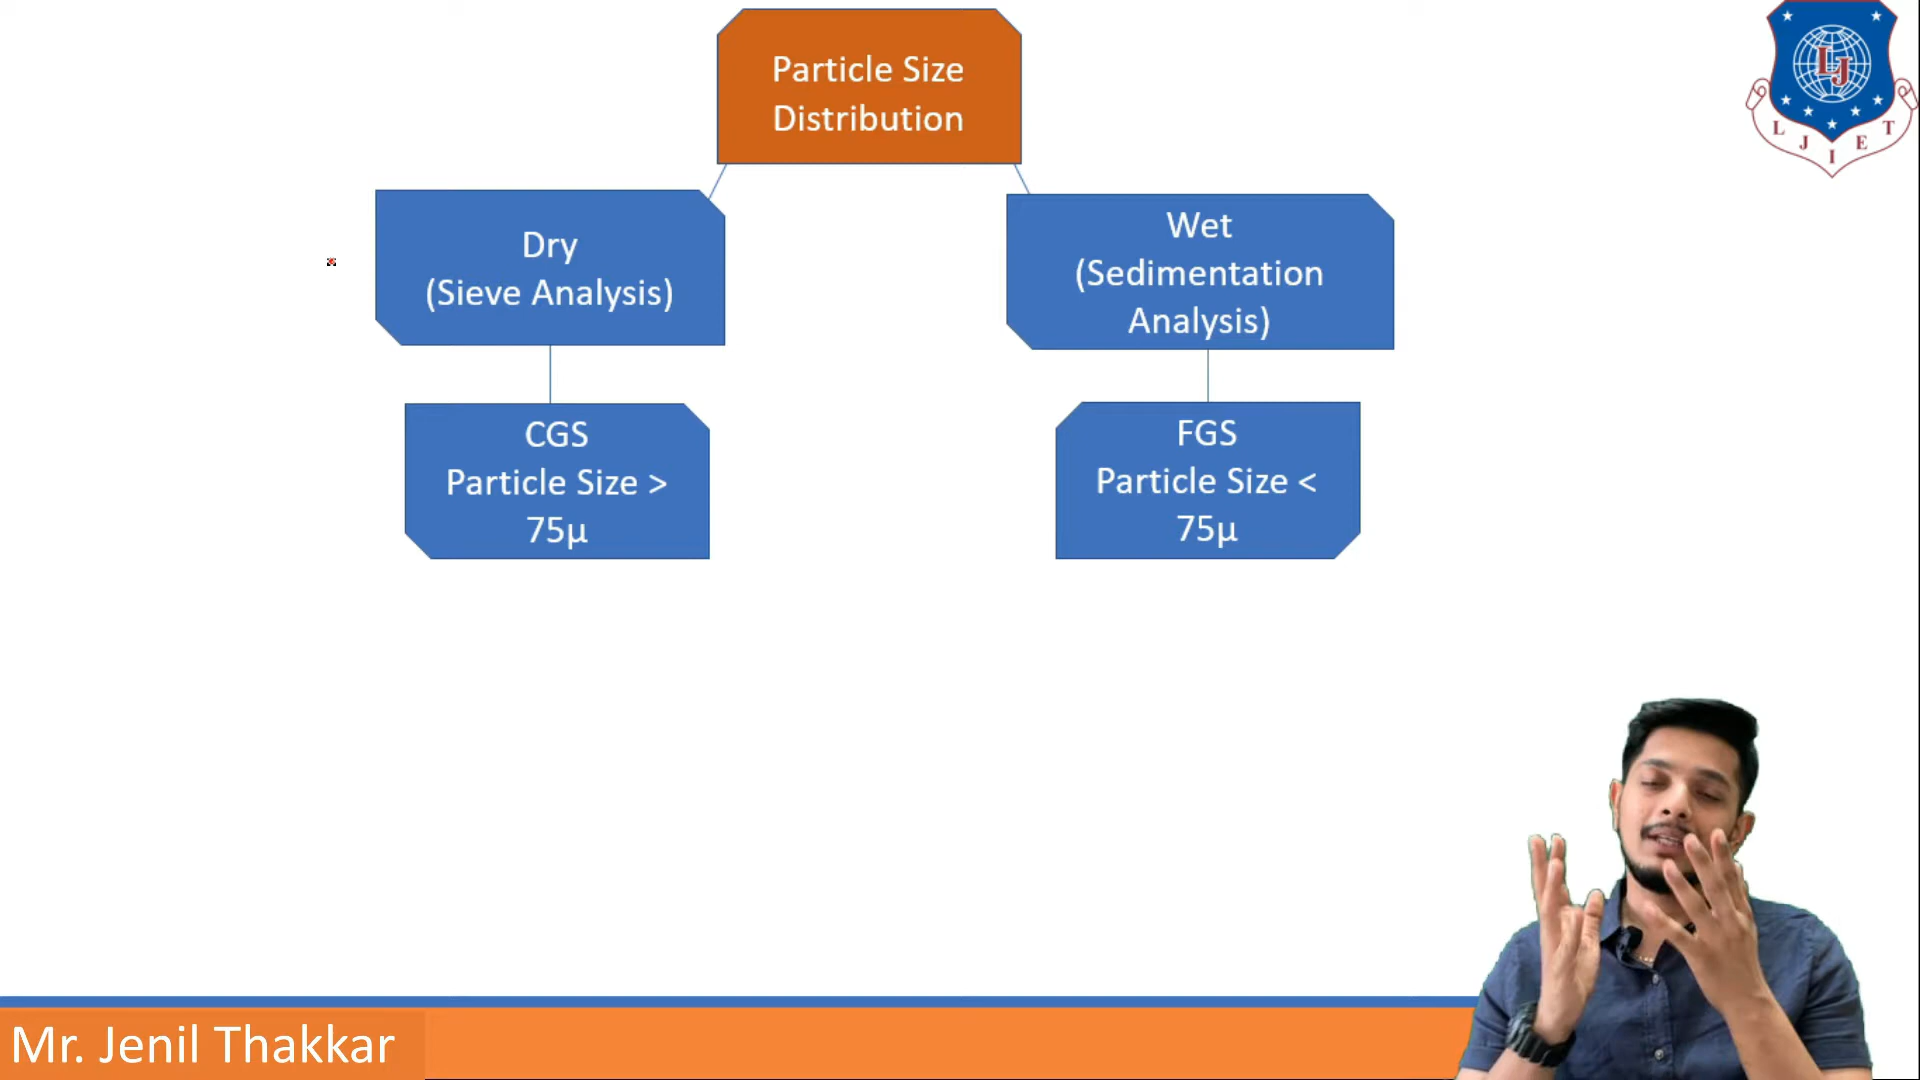 Particle Size
Distribution
Dry
(Sieve Analysis)
Wet
(Sedimentation
Analysis)
CGS
Particle Size >
75µ
FGS
Particle Size <
75µ
LJ
L J I E T
Mr. Jenil Thakkar